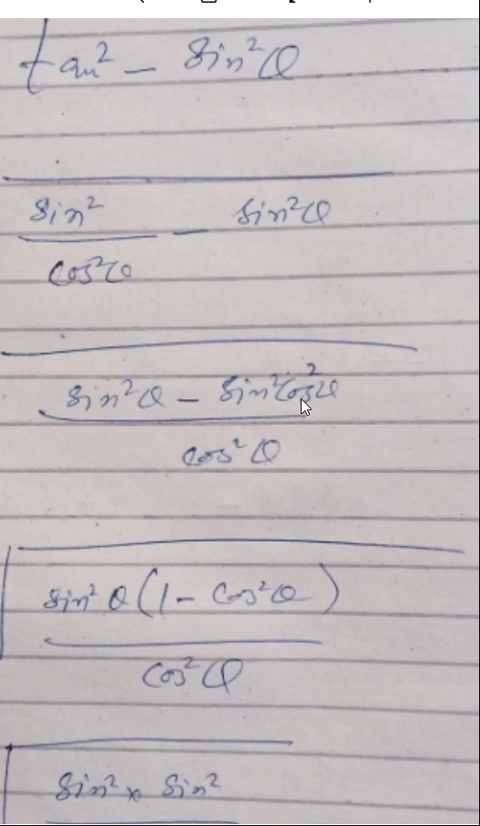 tan² - Sin²θ
Sin²
- Sin²θ
Cos²θ
Sin²θ - Sin²Cos²θ
Cos²θ
Sin²θ(1 - Cos²θ)
Cos²θ
Sin² × Sin²